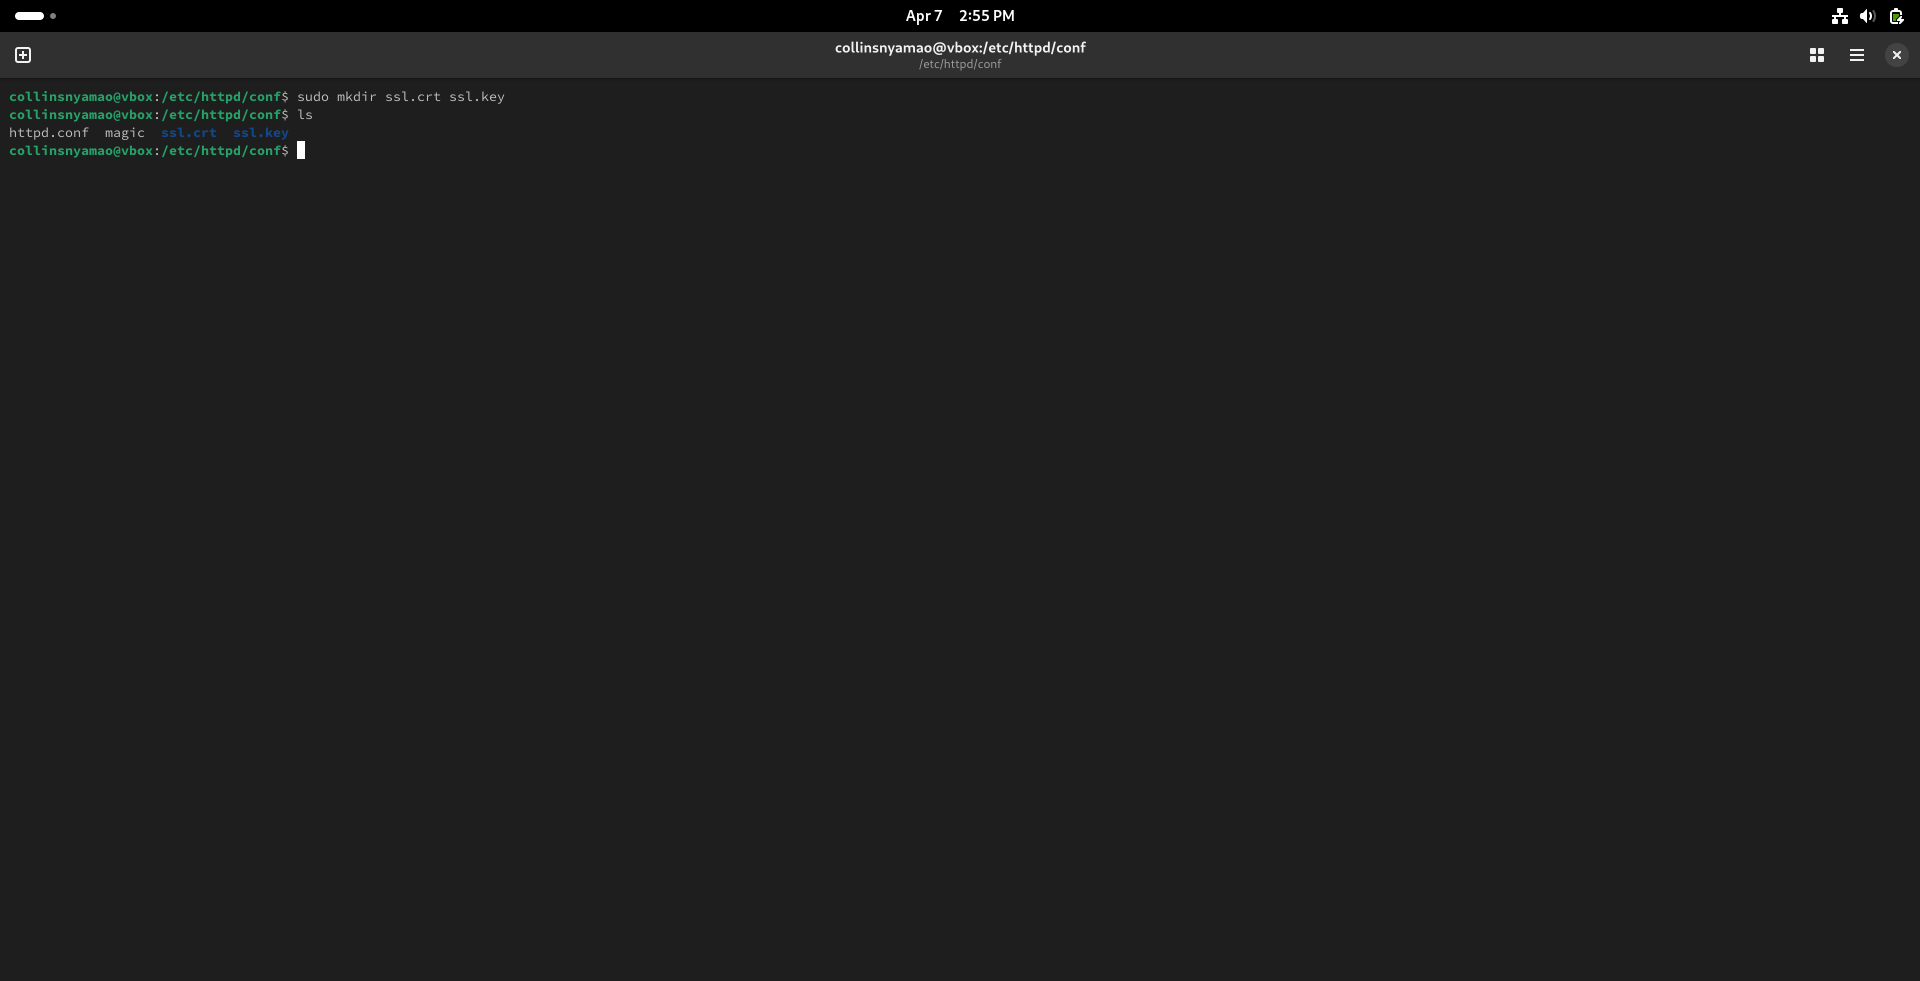 Apr 7 2:55 PM
collinsnyamao@vbox:/etc/httpd/conf
/etc/httpd/conf
collinsnyamao@vbox:/etc/httpd/conf$ sudo mkdir ssl.crt ssl.key
collinsnyamao@vbox:/etc/httpd/conf$ ls
httpd.conf  magic  ssl.crt  ssl.key
collinsnyamao@vbox:/etc/httpd/conf$